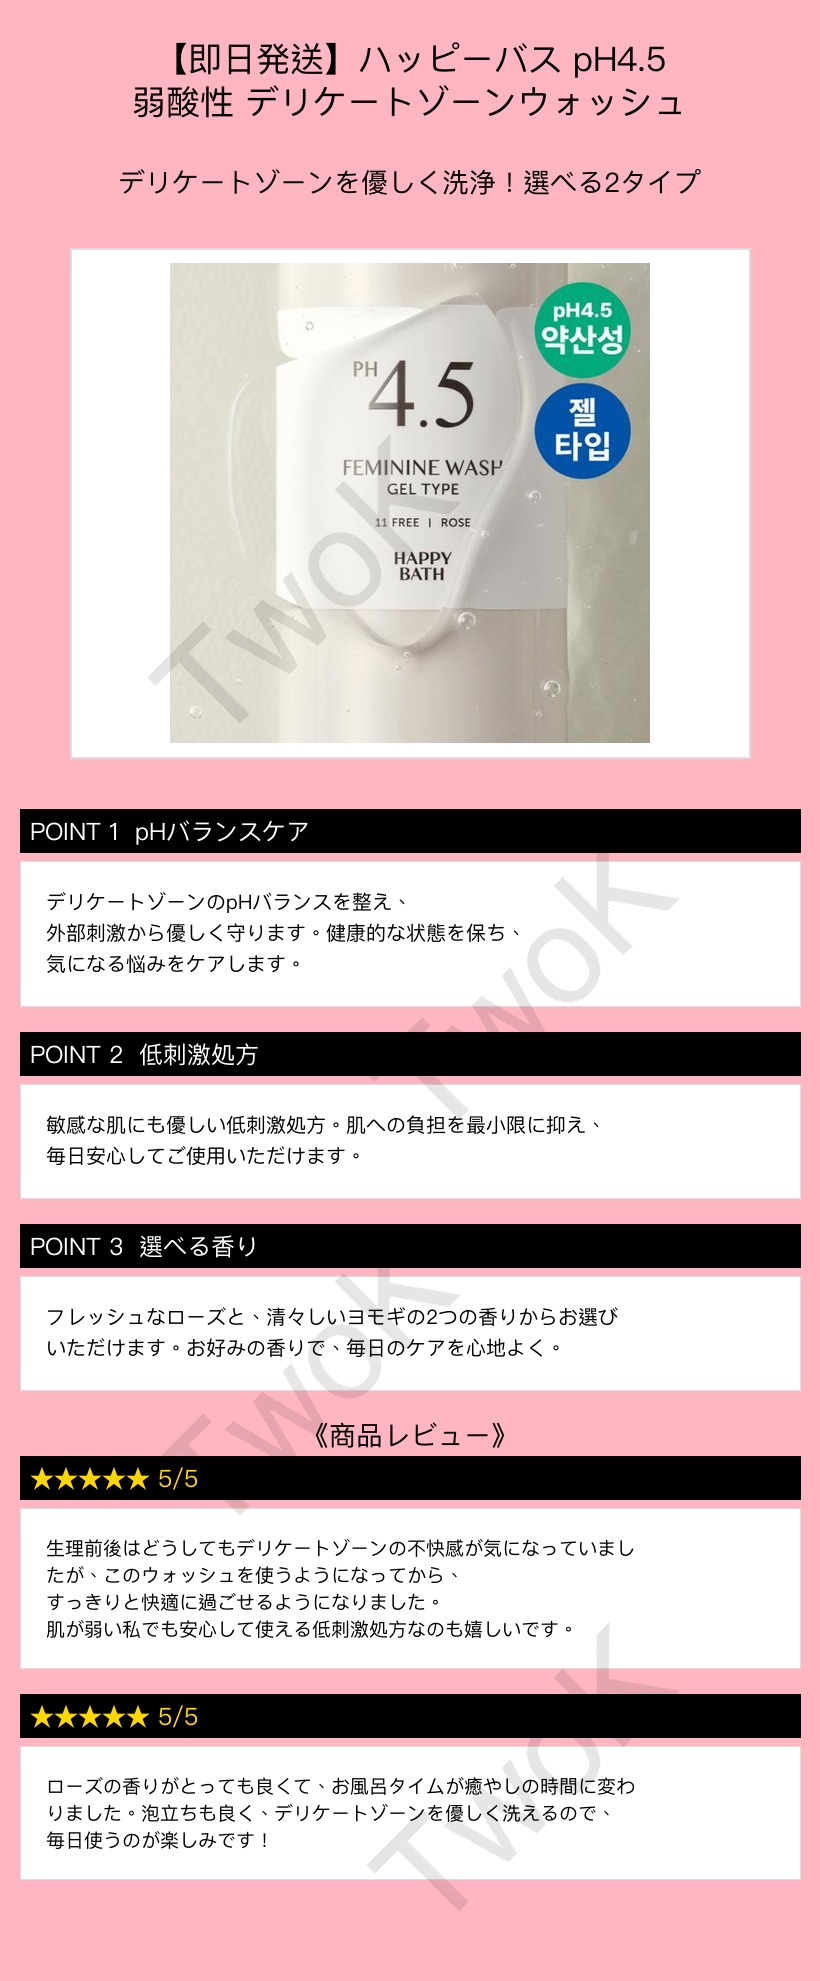 【即日発送】ハッピーバス pH4.5
弱酸性 デリケートゾーンウォッシュ
デリケートゾーンを優しく洗浄！選べる2タイプ
pH4.5
약산성
젤
타입
PH 4.5
FEMININE WASH
GEL TYPE
11 FREE | ROSE
HAPPY
BATH
TwoK
POINT 1 pHバランスケア
デリケートゾーンのpHバランスを整え、
外部刺激から優しく守ります。健康的な状態を保ち、
気になる悩みをケアします。
TwoK
POINT 2 低刺激処方
敏感な肌にも優しい低刺激処方。肌への負担を最小限に抑え、
毎日安心してご使用いただけます。
POINT 3 選べる香り
フレッシュなローズと、清々しいヨモギの2つの香りからお選び
いただけます。お好みの香りで、毎日のケアを心地よく。
TwoK
《商品レビュー》
★★★★★ 5/5
生理前後はどうしてもデリケートゾーンの不快感が気になっていまし
たが、このウォッシュを使うようになってから、
すっきりと快適に過ごせるようになりました。
肌が弱い私でも安心して使える低刺激処方なのも嬉しいです。
★★★★★ 5/5
ローズの香りがとっても良くて、お風呂タイムが癒やしの時間に変わ
りました。泡立ちも良く、デリケートゾーンを優しく洗えるので、
毎日使うのが楽しみです！
TwoK